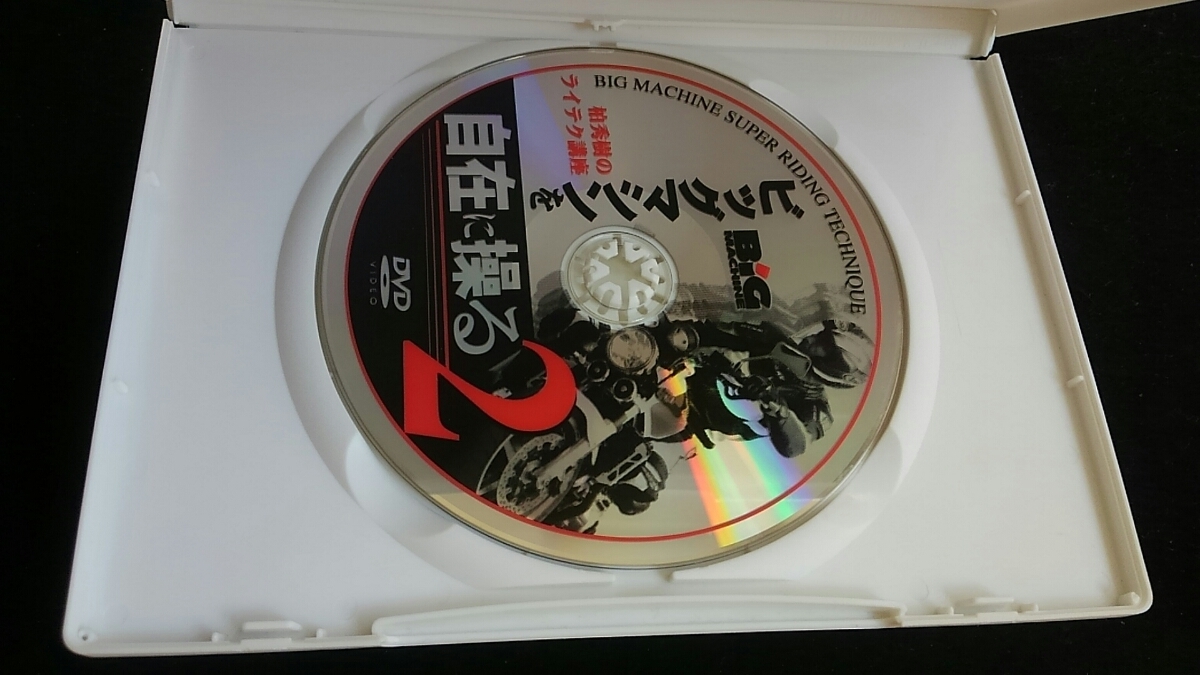 BIG MACHINE SUPER RIDING TECHNIQUE
BiG
MACHINE
柏秀樹の
ライテク講座
ビッグマシンを
自在に操る
2
DVD
VIDEO